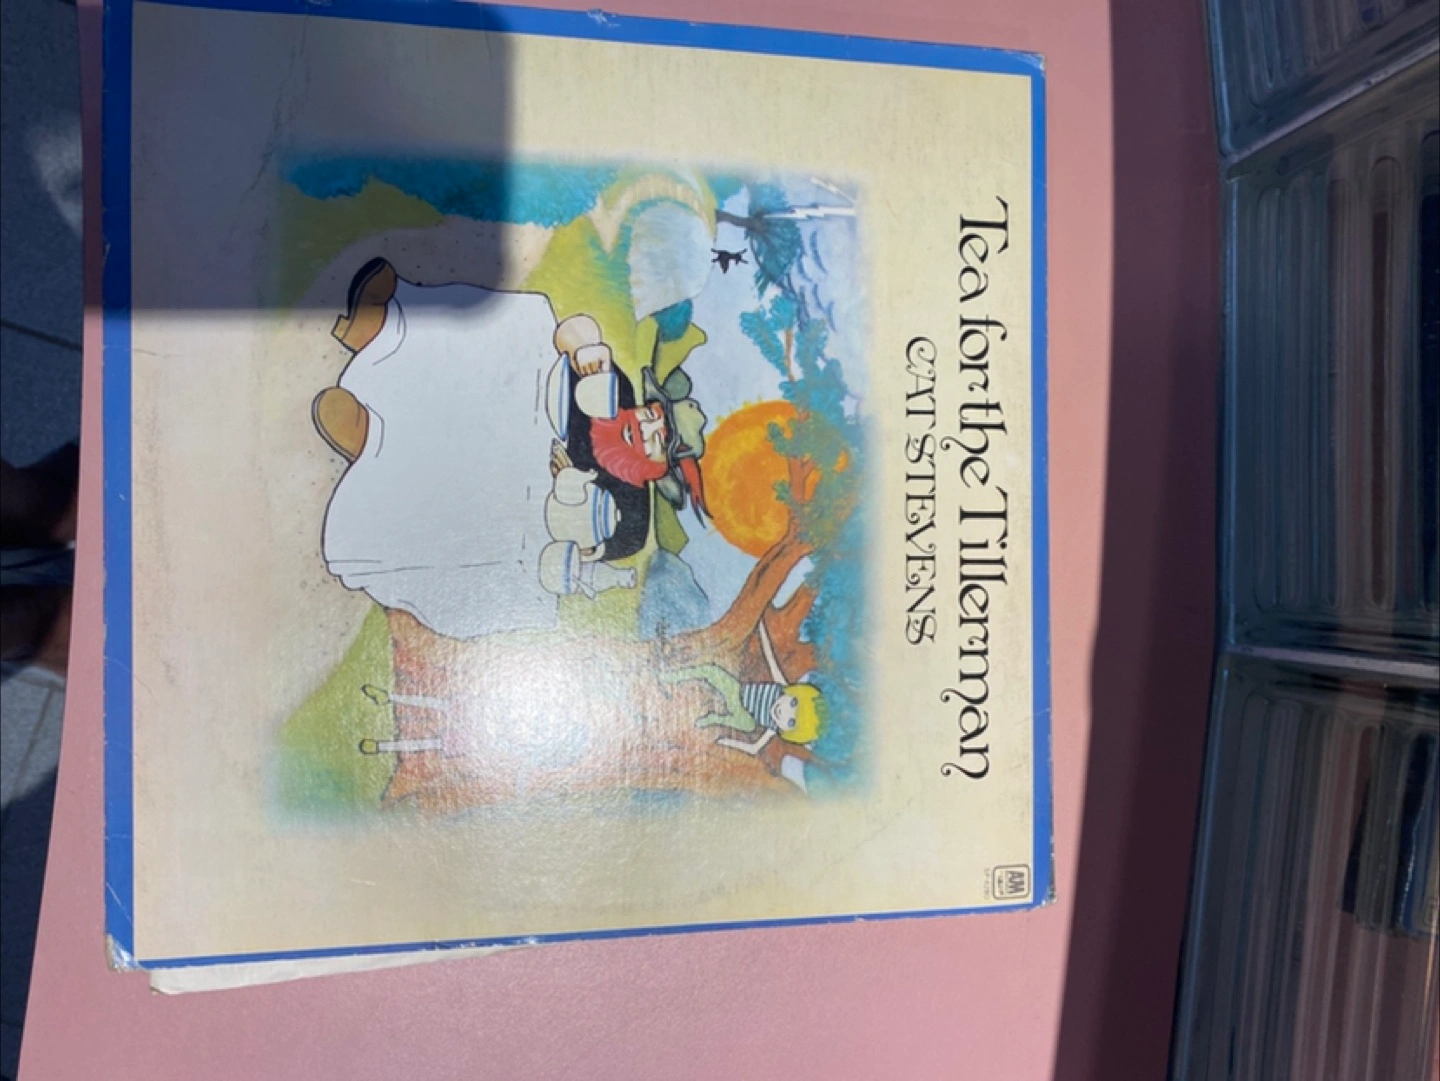 Tea for the Tillerman
CAT STEVENS
A&M